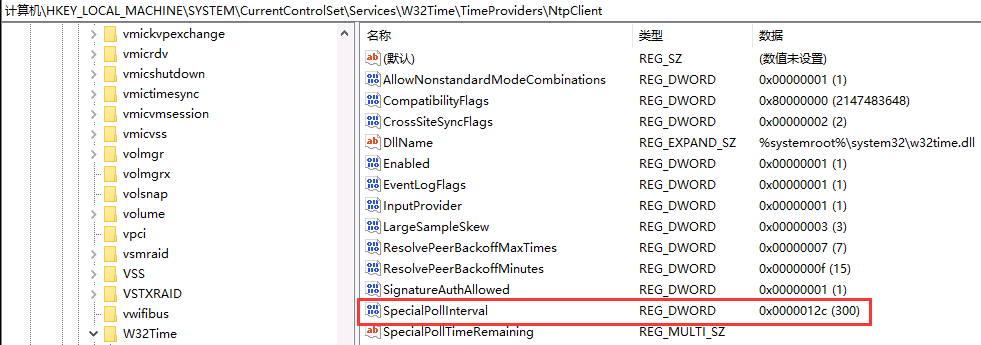 计算机\HKEY_LOCAL_MACHINE\SYSTEM\CurrentControlSet\Services\W32Time\TimeProviders\NtpClient
vmickvpexchange
vmicrdv
vmicshutdown
vmictimesync
vmicvmsession
vmicvss
volmgr
volmgrx
volsnap
volume
vpci
vsmraid
VSS
VSTXRAID
vwifibus
W32Time
名称 类型 数据
(默认) REG_SZ (数值未设置)
AllowNonstandardModeCombinations REG_DWORD 0x00000001 (1)
CompatibilityFlags REG_DWORD 0x80000000 (2147483648)
CrossSiteSyncFlags REG_DWORD 0x00000002 (2)
DllName REG_EXPAND_SZ %systemroot%\system32\w32time.dll
Enabled REG_DWORD 0x00000001 (1)
EventLogFlags REG_DWORD 0x00000001 (1)
InputProvider REG_DWORD 0x00000001 (1)
LargeSampleSkew REG_DWORD 0x00000003 (3)
ResolvePeerBackoffMaxTimes REG_DWORD 0x00000007 (7)
ResolvePeerBackoffMinutes REG_DWORD 0x0000000f (15)
SignatureAuthAllowed REG_DWORD 0x00000001 (1)
SpecialPollInterval REG_DWORD 0x0000012c (300)
SpecialPollTimeRemaining REG_MULTI_SZ